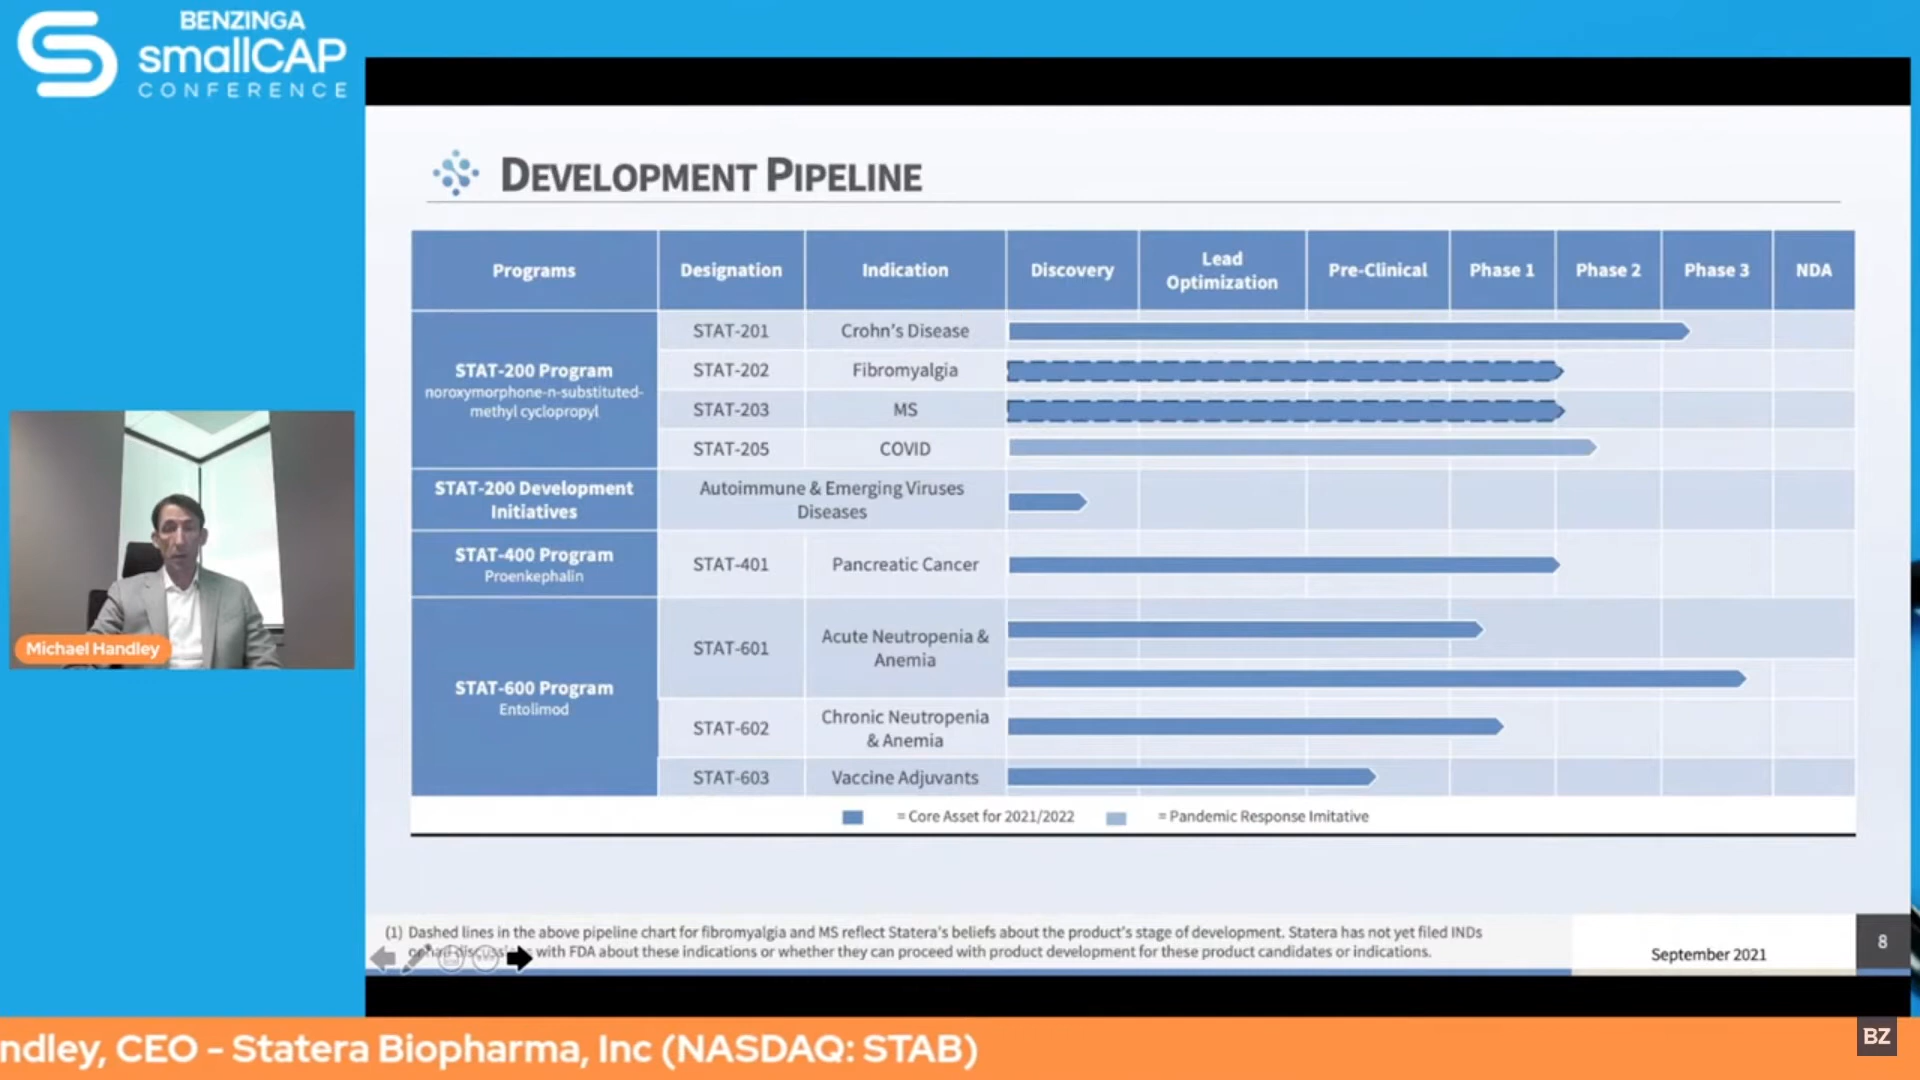 BENZINGA
smallCAP
CONFERENCE
DEVELOPMENT PIPELINE
Programs Designation Indication Discovery Lead Optimization Pre-Clinical Phase 1 Phase 2 Phase 3 NDA
STAT-200 Program
noroxymorphone-n-substituted-
methyl cyclopropyl
STAT-201 Crohn's Disease
STAT-202 Fibromyalgia
STAT-203 MS
STAT-205 COVID
STAT-200 Development
Initiatives
Autoimmune & Emerging Viruses
Diseases
STAT-400 Program
Proenkephalin
STAT-401 Pancreatic Cancer
STAT-600 Program
Entolimod
STAT-601 Acute Neutropenia &
Anemia
STAT-602 Chronic Neutropenia
& Anemia
STAT-603 Vaccine Adjuvants
= Core Asset for 2021/2022 = Pandemic Response Imitative
(1) Dashed lines in the above pipeline chart for fibromyalgia and MS reflect Statera's beliefs about the product's stage of development. Statera has not yet filed INDs
with FDA about these indications or whether they can proceed with product development for these product candidates or indications.
September 2021
8
Michael Handley
ndley, CEO - Statera Biopharma, Inc (NASDAQ: STAB)
BZ